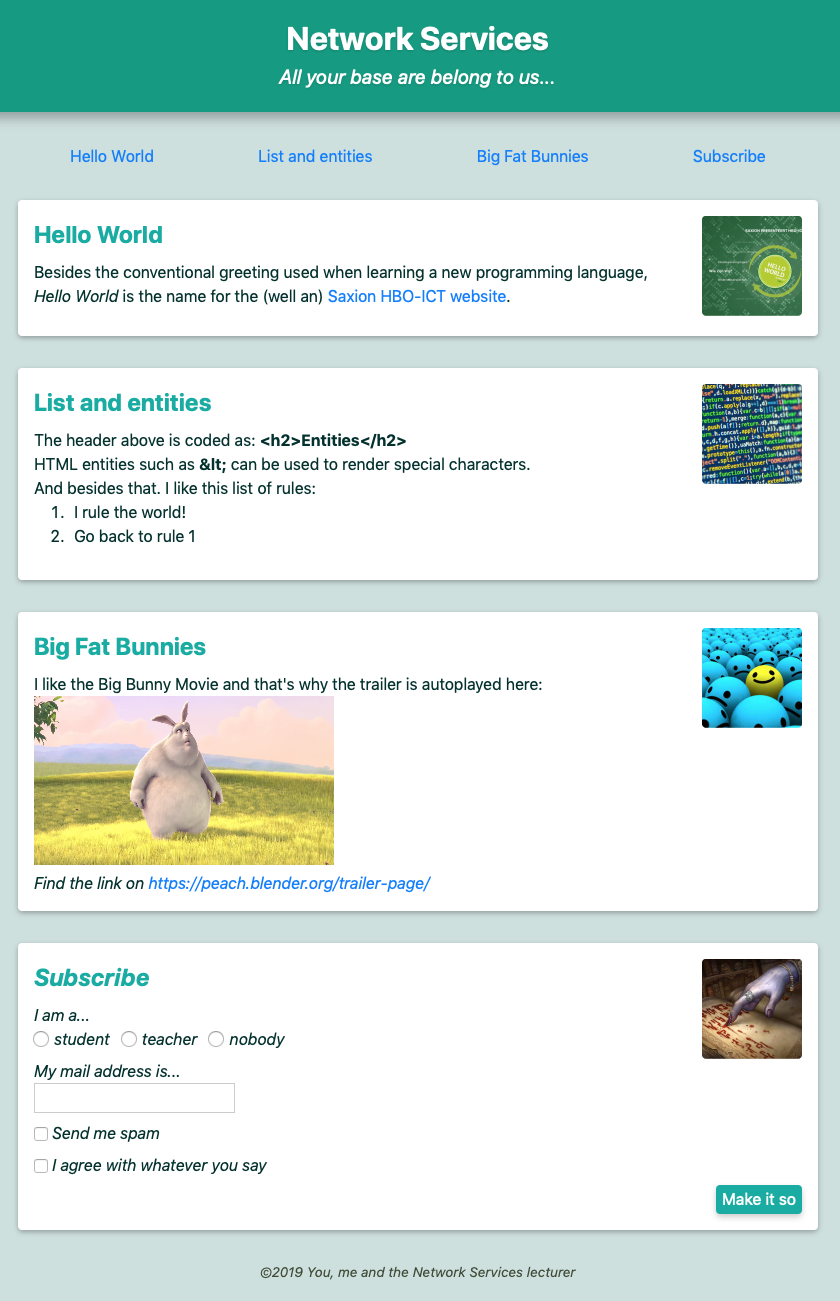 Network Services
All your base are belong to us...
Hello World
List and entities
Big Fat Bunnies
Subscribe
Hello World
Besides the conventional greeting used when learning a new programming language,
Hello World is the name for the (well an) Saxion HBO-ICT website.
HELLO
WORLD
List and entities
The header above is coded as: <h2>Entities</h2>
HTML entities such as &lt; can be used to render special characters.
And besides that. I like this list of rules:
1. I rule the world!
2. Go back to rule 1
Big Fat Bunnies
I like the Big Bunny Movie and that's why the trailer is autoplayed here:
Find the link on https://peach.blender.org/trailer-page/
Subscribe
I am a...
student teacher nobody
My mail address is...
Send me spam
I agree with whatever you say
Make it so
©2019 You, me and the Network Services lecturer